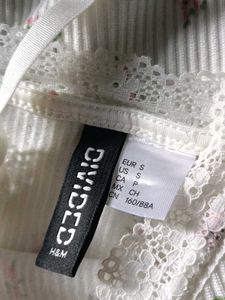 DIVIDED
H&M
EUR S
US S
CA P
MX CH
CN 160/88A